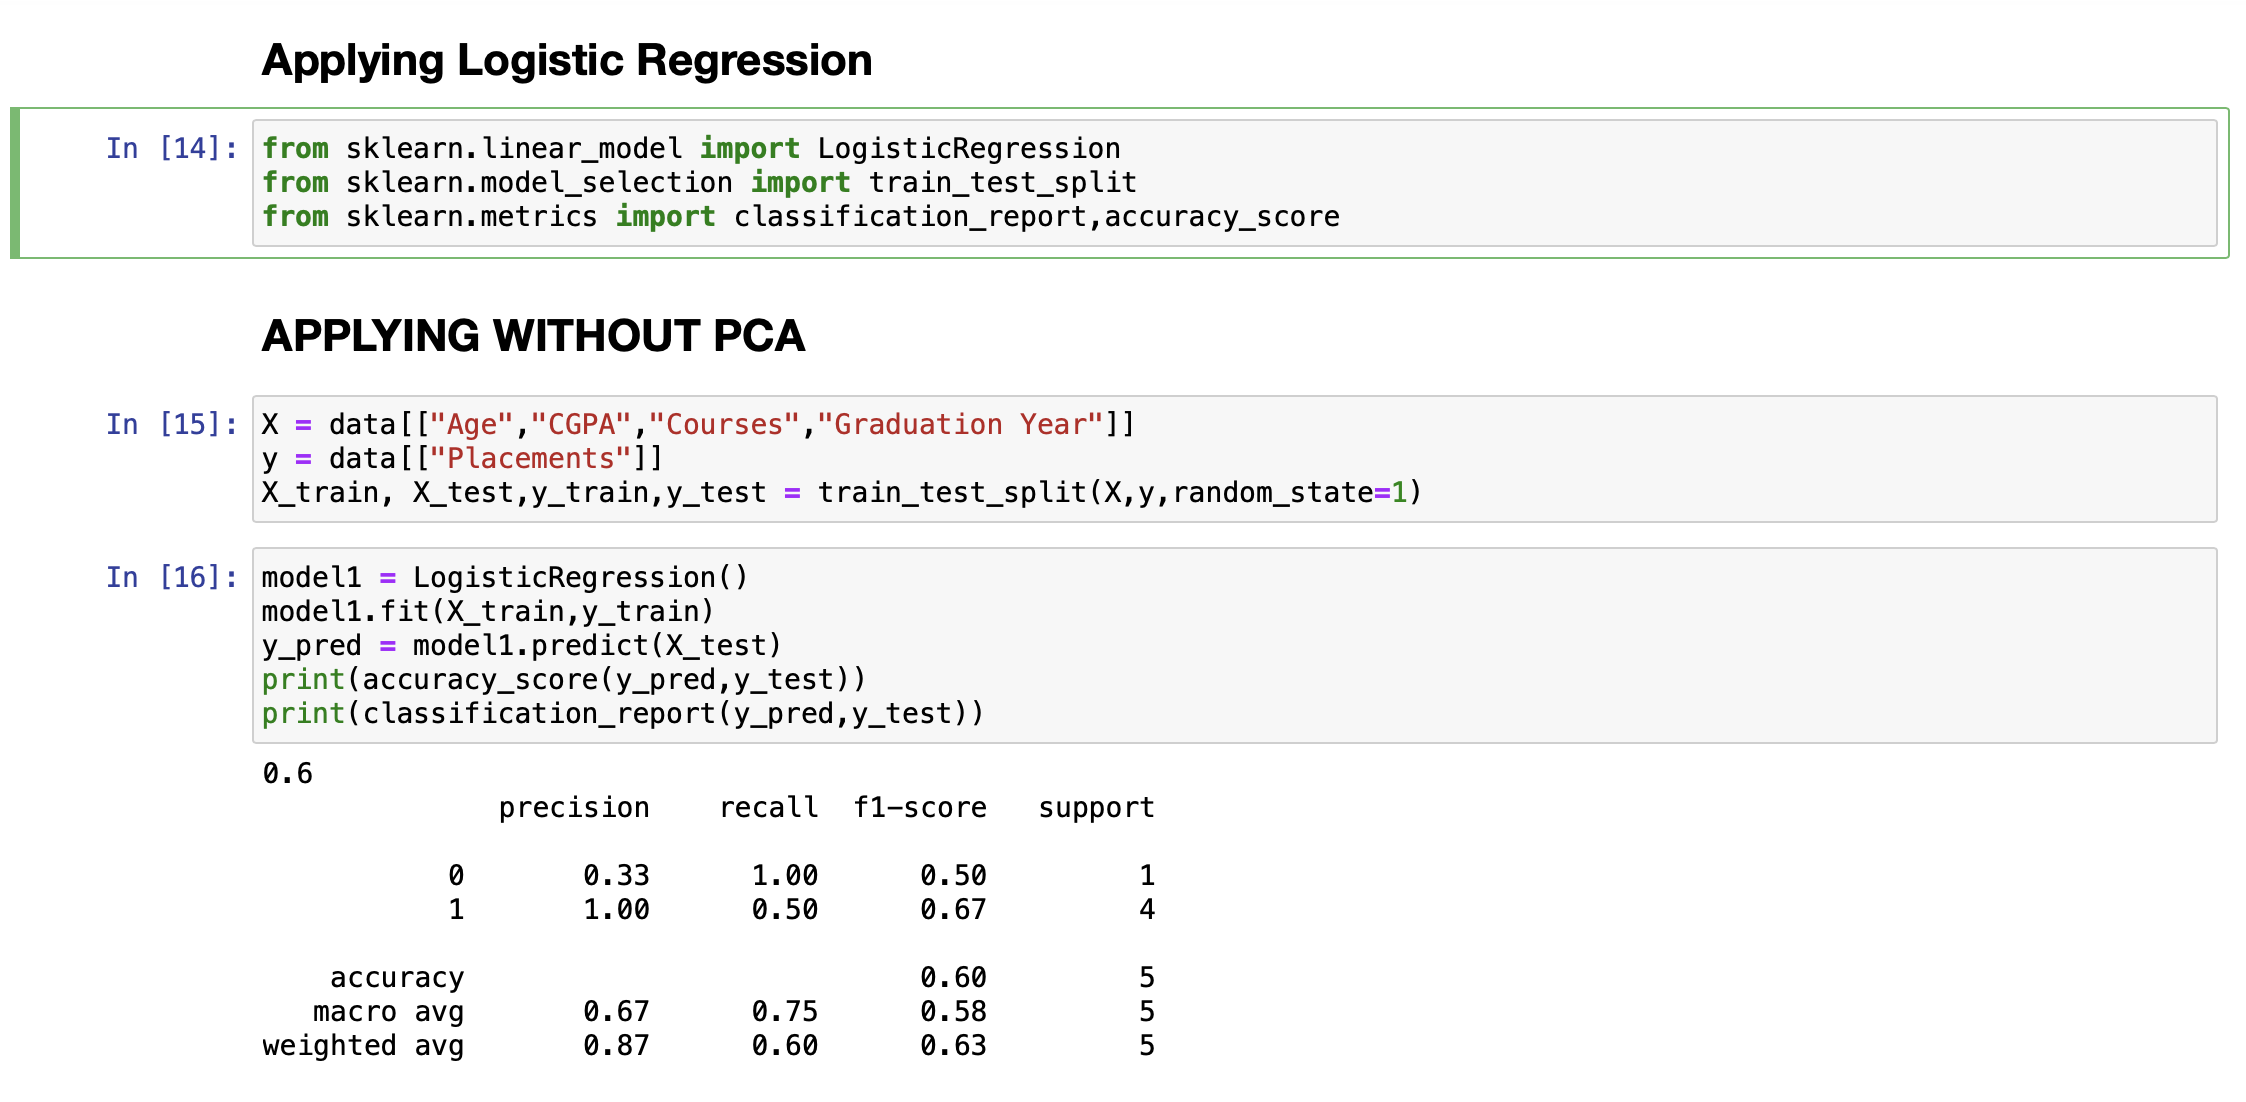 Applying Logistic Regression
In [14]:
from sklearn.linear_model import LogisticRegression
from sklearn.model_selection import train_test_split
from sklearn.metrics import classification_report,accuracy_score
APPLYING WITHOUT PCA
In [15]:
X = data[["Age","CGPA","Courses","Graduation Year"]]
y = data[["Placements"]]
X_train, X_test,y_train,y_test = train_test_split(X,y,random_state=1)
In [16]:
model1 = LogisticRegression()
model1.fit(X_train,y_train)
y_pred = model1.predict(X_test)
print(accuracy_score(y_pred,y_test))
print(classification_report(y_pred,y_test))
0.6
precision recall f1-score support
0 0.33 1.00 0.50 1
1 1.00 0.50 0.67 4
accuracy 0.60 5
macro avg 0.67 0.75 0.58 5
weighted avg 0.87 0.60 0.63 5